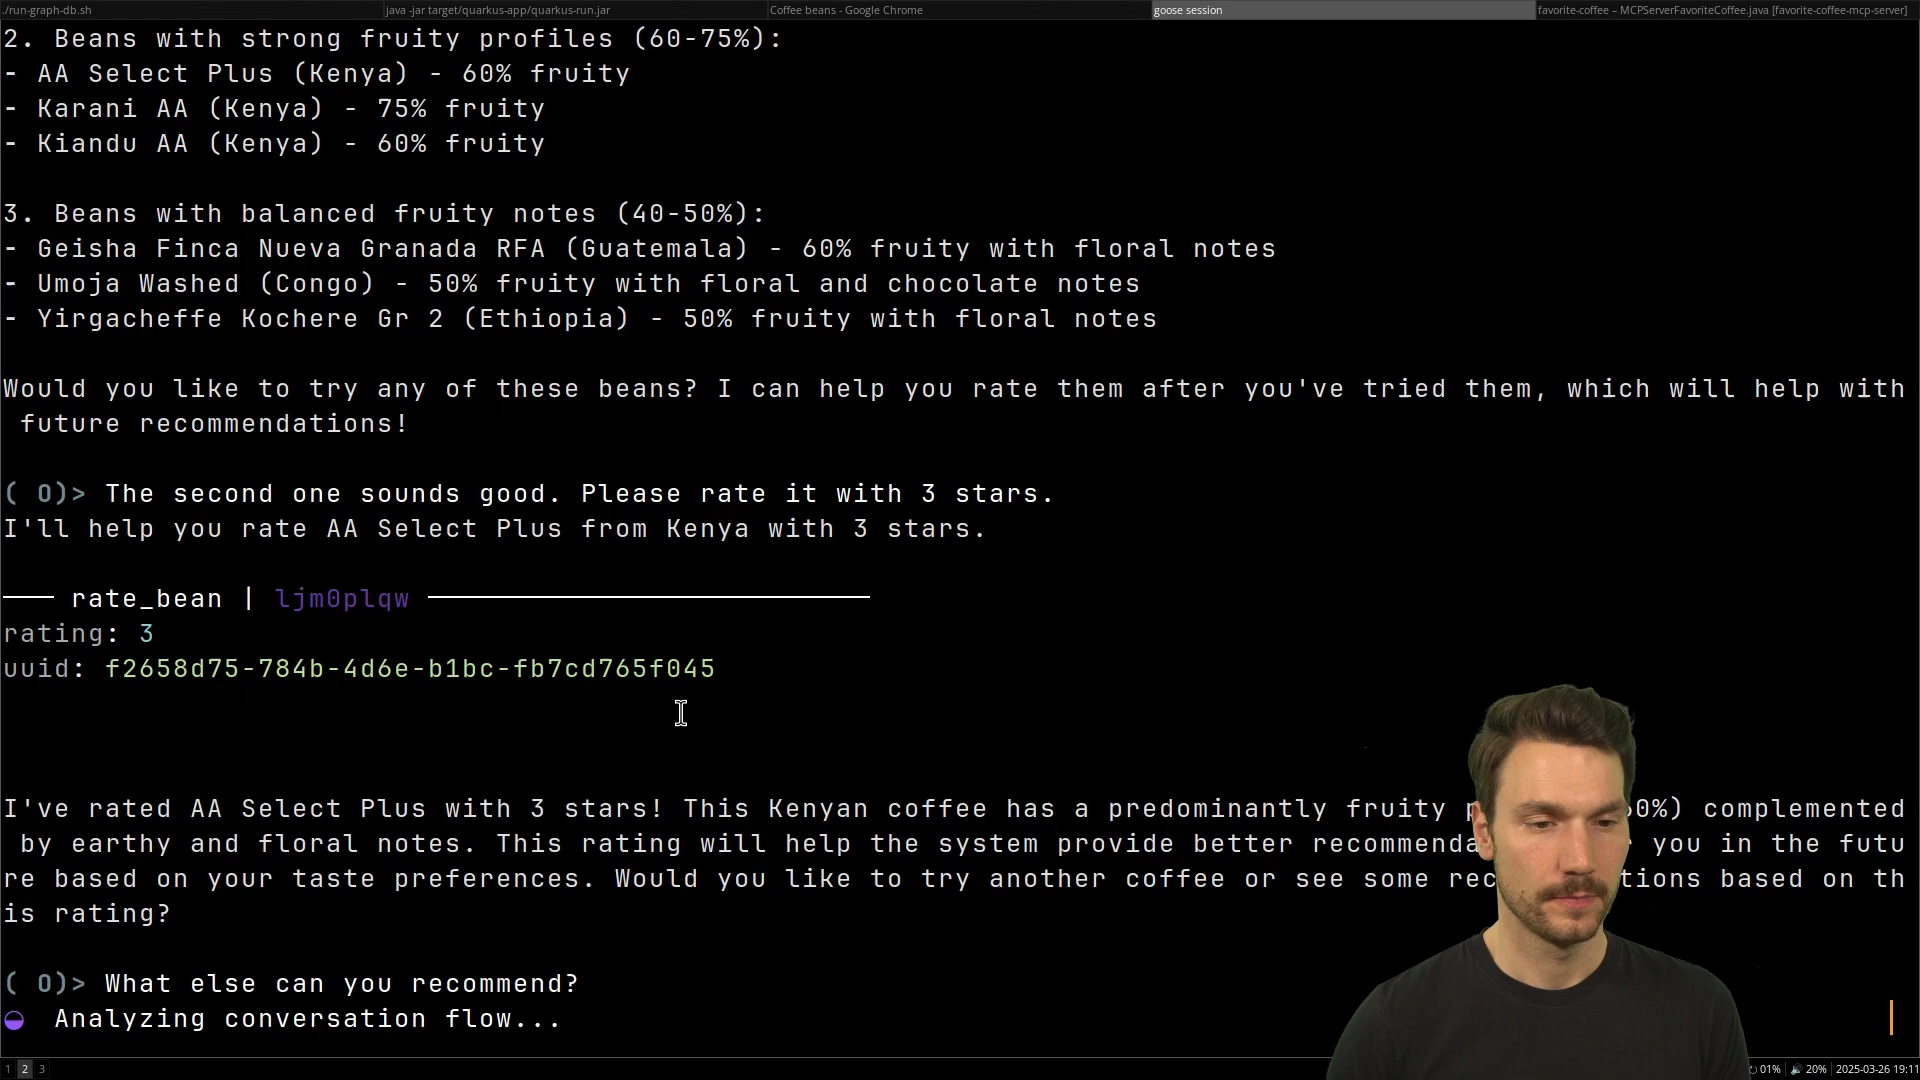 ./run-graph-db.sh
java -jar target/quarkus-app/quarkus-run.jar
Coffee beans - Google Chrome
goose session
favorite-coffee – MCPServerFavoriteCoffee.java [favorite-coffee-mcp-server]
2. Beans with strong fruity profiles (60-75%):
- AA Select Plus (Kenya) - 60% fruity
- Karani AA (Kenya) - 75% fruity
- Kiandu AA (Kenya) - 60% fruity
3. Beans with balanced fruity notes (40-50%):
- Geisha Finca Nueva Granada RFA (Guatemala) - 60% fruity with floral notes
- Umoja Washed (Congo) - 50% fruity with floral and chocolate notes
- Yirgacheffe Kochere Gr 2 (Ethiopia) - 50% fruity with floral notes
Would you like to try any of these beans? I can help you rate them after you've tried them, which will help with
future recommendations!
( O)> The second one sounds good. Please rate it with 3 stars.
I'll help you rate AA Select Plus from Kenya with 3 stars.
─── rate_bean | ljm0plqw ──────────────────────────
rating: 3
uuid: f2658d75-784b-4d6e-b1bc-fb7cd765f045
I've rated AA Select Plus with 3 stars! This Kenyan coffee has a predominantly fruity 0%) complemented
by earthy and floral notes. This rating will help the system provide better you in the futu
re based on your taste preferences. Would you like to try another coffee or see some tions based on th
is rating?
( O)> What else can you recommend?
Analyzing conversation flow...
1 2 3
01% | 20% | 2025-03-26 19:11